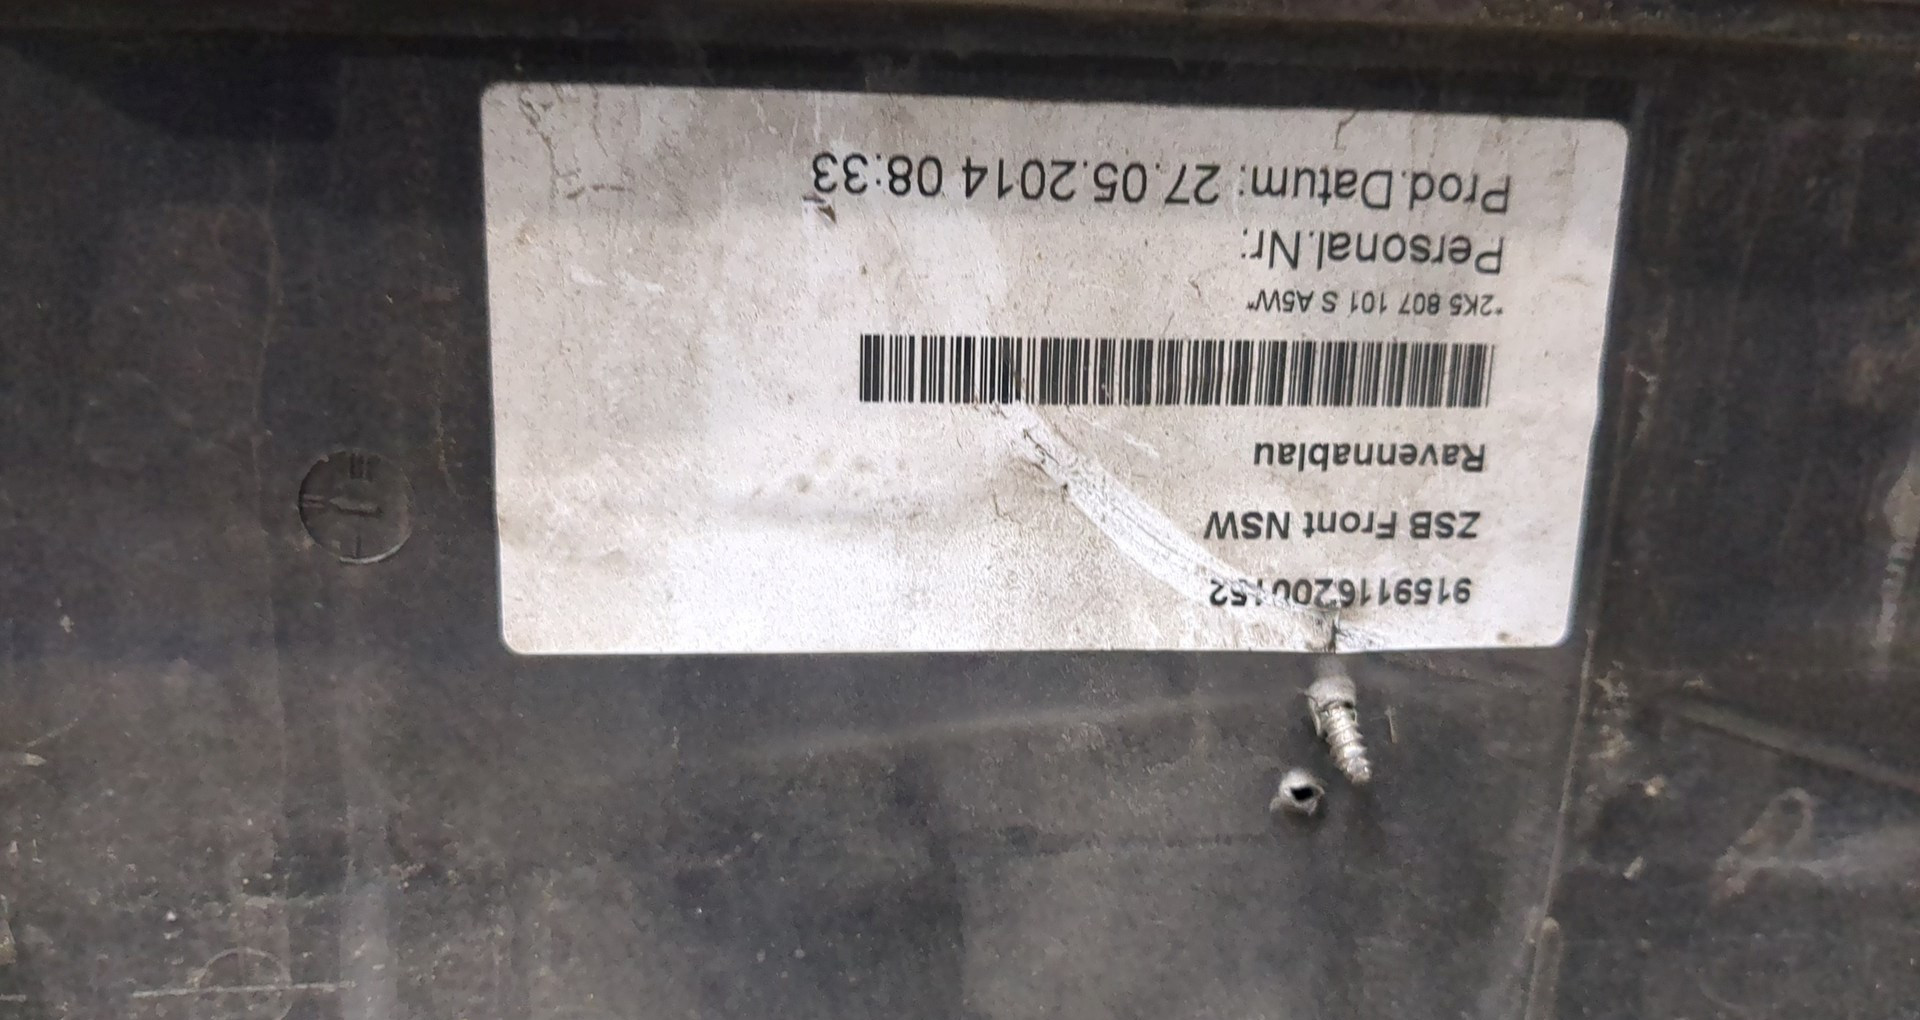 9159116200152
ZSB Front NSW
Ravennablau
*2K5 807 101 S A5W*
Personal.Nr:
Prod.Datum: 27.05.2014 08:33